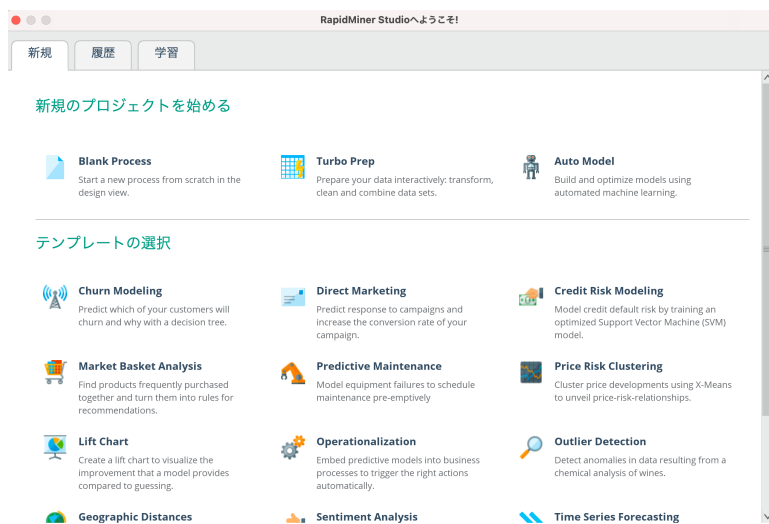 RapidMiner Studioへようこそ!
新規 履歴 学習
新規のプロジェクトを始める
Blank Process
Start a new process from scratch in the
design view.
Turbo Prep
Prepare your data interactively: transform,
clean and combine data sets.
Auto Model
Build and optimize models using
automated machine learning.
テンプレートの選択
Churn Modeling
Predict which of your customers will
churn and why with a decision tree.
Direct Marketing
Predict response to campaigns and
increase the conversion rate of your
campaign.
Credit Risk Modeling
Model credit default risk by training an
optimized Support Vector Machine (SVM)
model.
Market Basket Analysis
Find products frequently purchased
together and turn them into rules for
recommendations.
Predictive Maintenance
Model equipment failures to schedule
maintenance pre-emptively
Price Risk Clustering
Cluster price developments using X-Means
to unveil price-risk-relationships.
Lift Chart
Create a lift chart to visualize the
improvement that a model provides
compared to guessing.
Operationalization
Embed predictive models into business
processes to trigger the right actions
automatically.
Outlier Detection
Detect anomalies in data resulting from a
chemical analysis of wines.
Geographic Distances
Sentiment Analysis
Time Series Forecasting